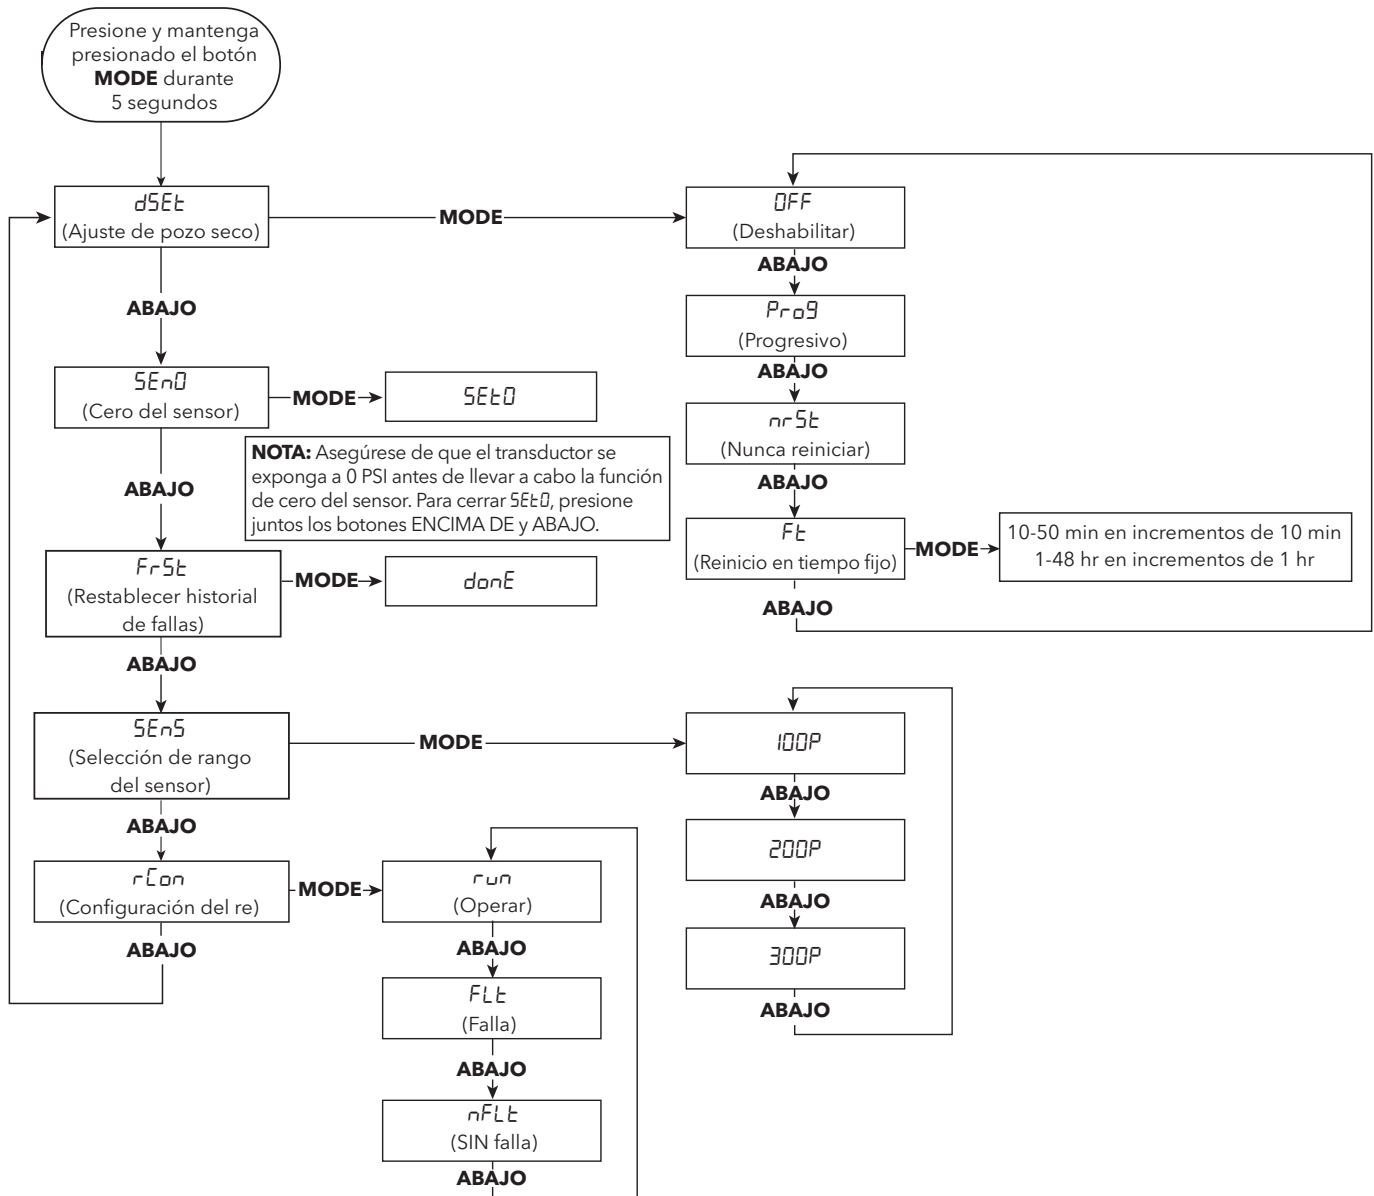 Presione y mantenga
presionado el botón
MODE durante
5 segundos
dSEt
(Ajuste de pozo seco)
MODE
OFF
(Deshabilitar)
ABAJO
Prog
(Progresivo)
ABAJO
nrSt
(Nunca reiniciar)
ABAJO
Ft
(Reinicio en tiempo fijo)
MODE
10-50 min en incrementos de 10 min
1-48 hr en incrementos de 1 hr
ABAJO
ABAJO
SEn0
(Cero del sensor)
MODE
SEt0
NOTA: Asegúrese de que el transductor se
exponga a 0 PSI antes de llevar a cabo la función
de cero del sensor. Para cerrar SEt0, presione
juntos los botones ENCIMA DE y ABAJO.
ABAJO
FrSt
(Restablecer historial
de fallas)
MODE
donE
ABAJO
SEnS
(Selección de rango
del sensor)
MODE
100P
ABAJO
200P
ABAJO
300P
ABAJO
ABAJO
rCon
(Configuración del re)
MODE
run
(Operar)
ABAJO
FLt
(Falla)
ABAJO
nFLt
(SIN falla)
ABAJO
ABAJO